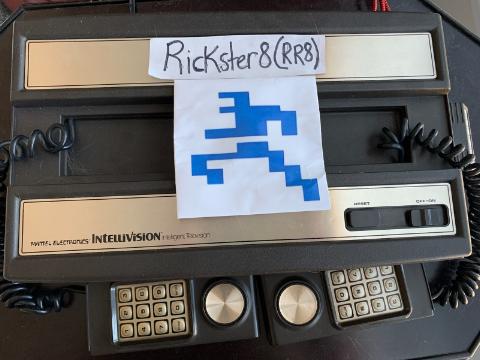 Rickster8(RR8)
RESET
OFF-ON
MATTEL ELECTRONICS INTELLIVISION Intelligent Television